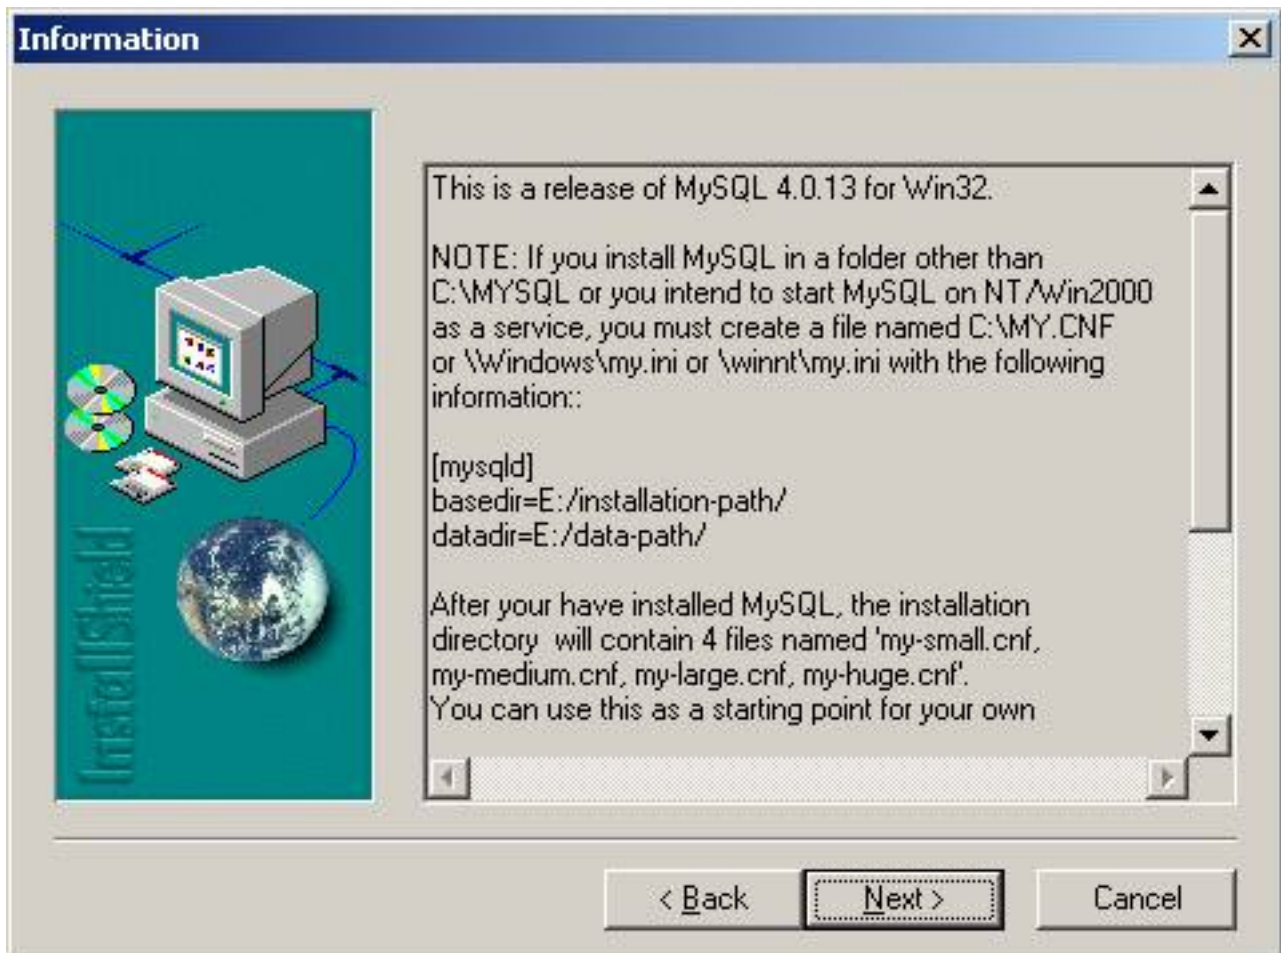 Information
This is a release of MySQL 4.0.13 for Win32.
NOTE: If you install MySQL in a folder other than
C:\MYSQL or you intend to start MySQL on NT/Win2000
as a service, you must create a file named C:\MY.CNF
or \Windows\my.ini or \winnt\my.ini with the following
information::
[mysqld]
basedir=E:/installation-path/
datadir=E:/data-path/
After your have installed MySQL, the installation
directory  will contain 4 files named 'my-small.cnf,
my-medium.cnf, my-large.cnf, my-huge.cnf'.
You can use this as a starting point for your own
InstallShield
< Back
Next >
Cancel